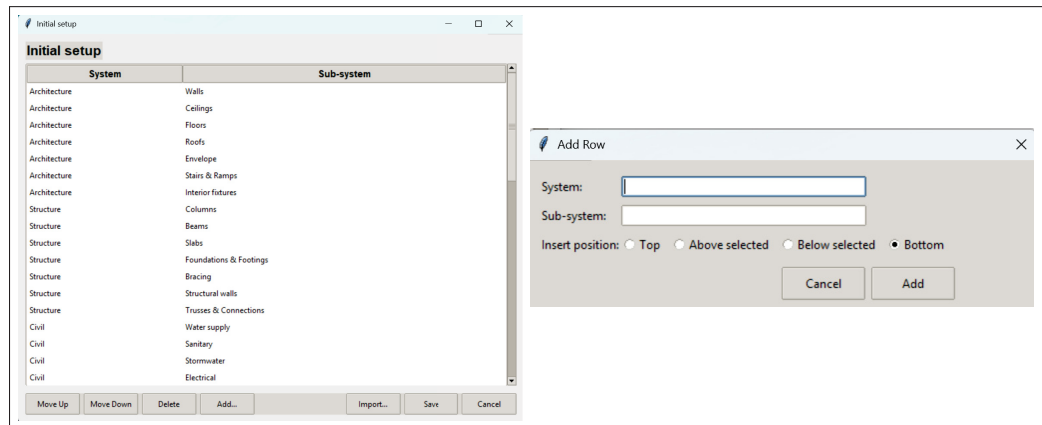 Initial setup
Initial setup
System Sub-system
Architecture Walls
Architecture Ceilings
Architecture Floors
Architecture Roofs
Architecture Envelope
Architecture Stairs & Ramps
Architecture Interior fixtures
Structure Columns
Structure Beams
Structure Slabs
Structure Foundations & Footings
Structure Bracing
Structure Structural walls
Structure Trusses & Connections
Civil Water supply
Civil Sanitary
Civil Stormwater
Civil Electrical
Move Up Move Down Delete Add... Import... Save Cancel
Add Row
System:
Sub-system:
Insert position: Top Above selected Below selected Bottom
Cancel Add